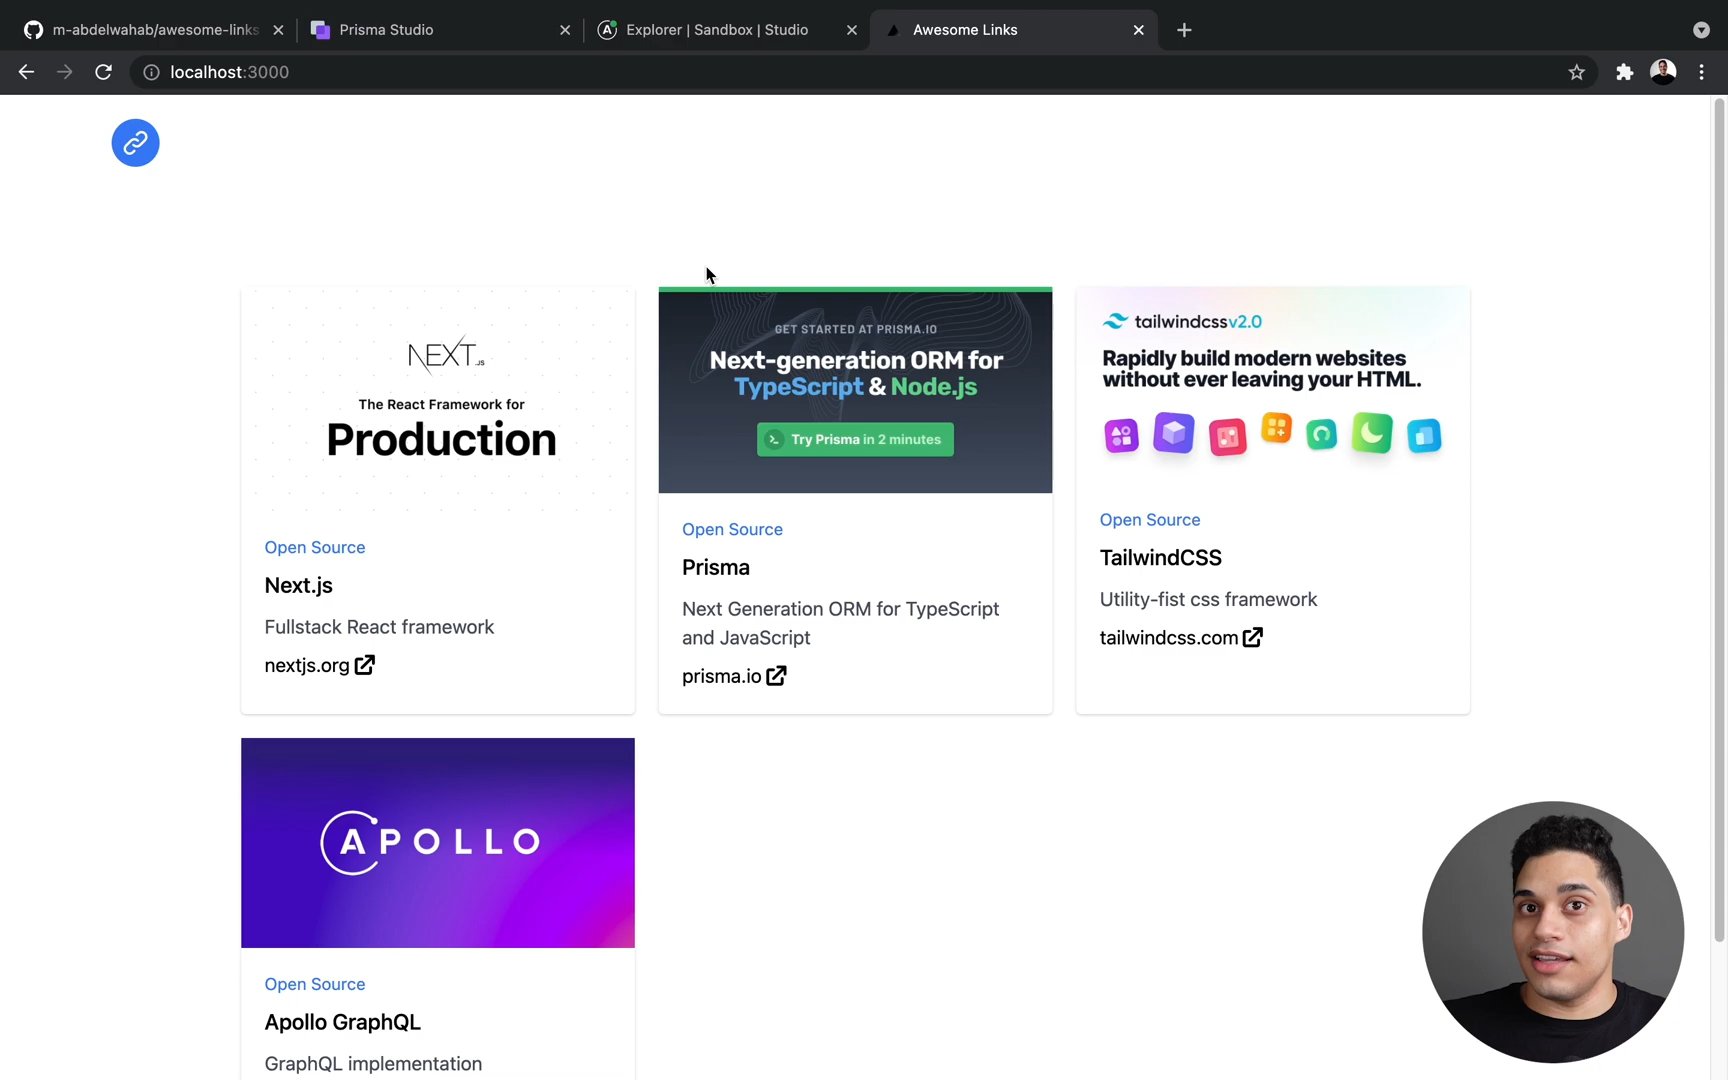 m-abdelwahab/awesome-links
Prisma Studio
Explorer | Sandbox | Studio
Awesome Links
localhost:3000
NEXT.JS
The React Framework for
Production
Open Source
Next.js
Fullstack React framework
nextjs.org
GET STARTED AT PRISMA.IO
Next-generation ORM for
TypeScript & Node.js
Try Prisma in 2 minutes
Open Source
Prisma
Next Generation ORM for TypeScript
and JavaScript
prisma.io
tailwindcssv2.0
Rapidly build modern websites
without ever leaving your HTML.
Open Source
TailwindCSS
Utility-fist css framework
tailwindcss.com
APOLLO
Open Source
Apollo GraphQL
GraphQL implementation